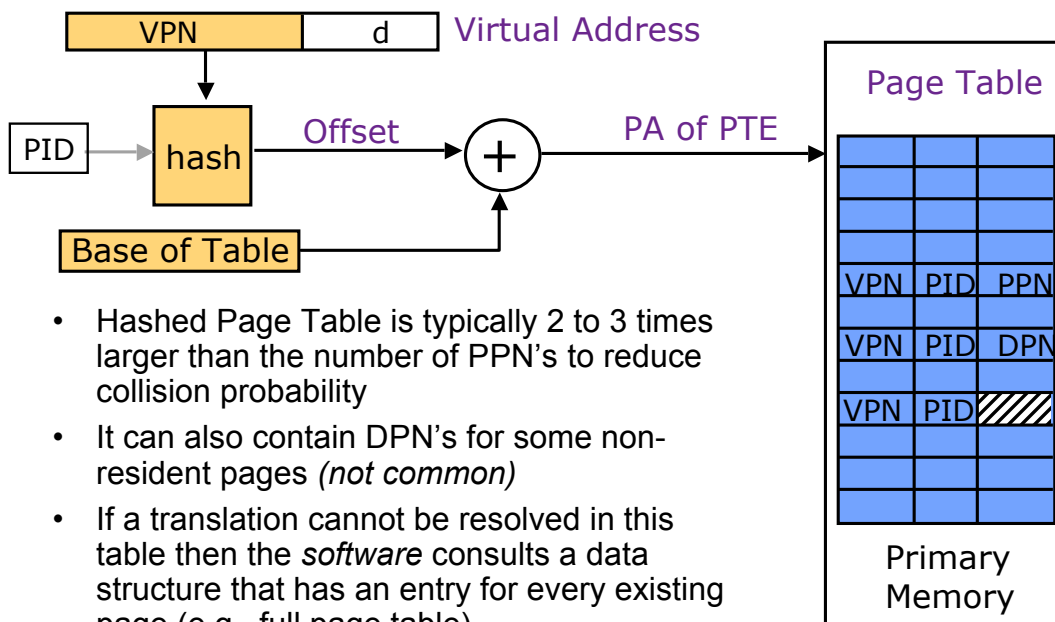 VPN d Virtual Address
Page Table
PID hash Offset + PA of PTE
Base of Table
VPN PID PPN
VPN PID DPN
VPN PID
• Hashed Page Table is typically 2 to 3 times
larger than the number of PPN's to reduce
collision probability
• It can also contain DPN's for some non-
resident pages (not common)
• If a translation cannot be resolved in this
table then the software consults a data
structure that has an entry for every existing
page (e.g., full page table)
Primary
Memory